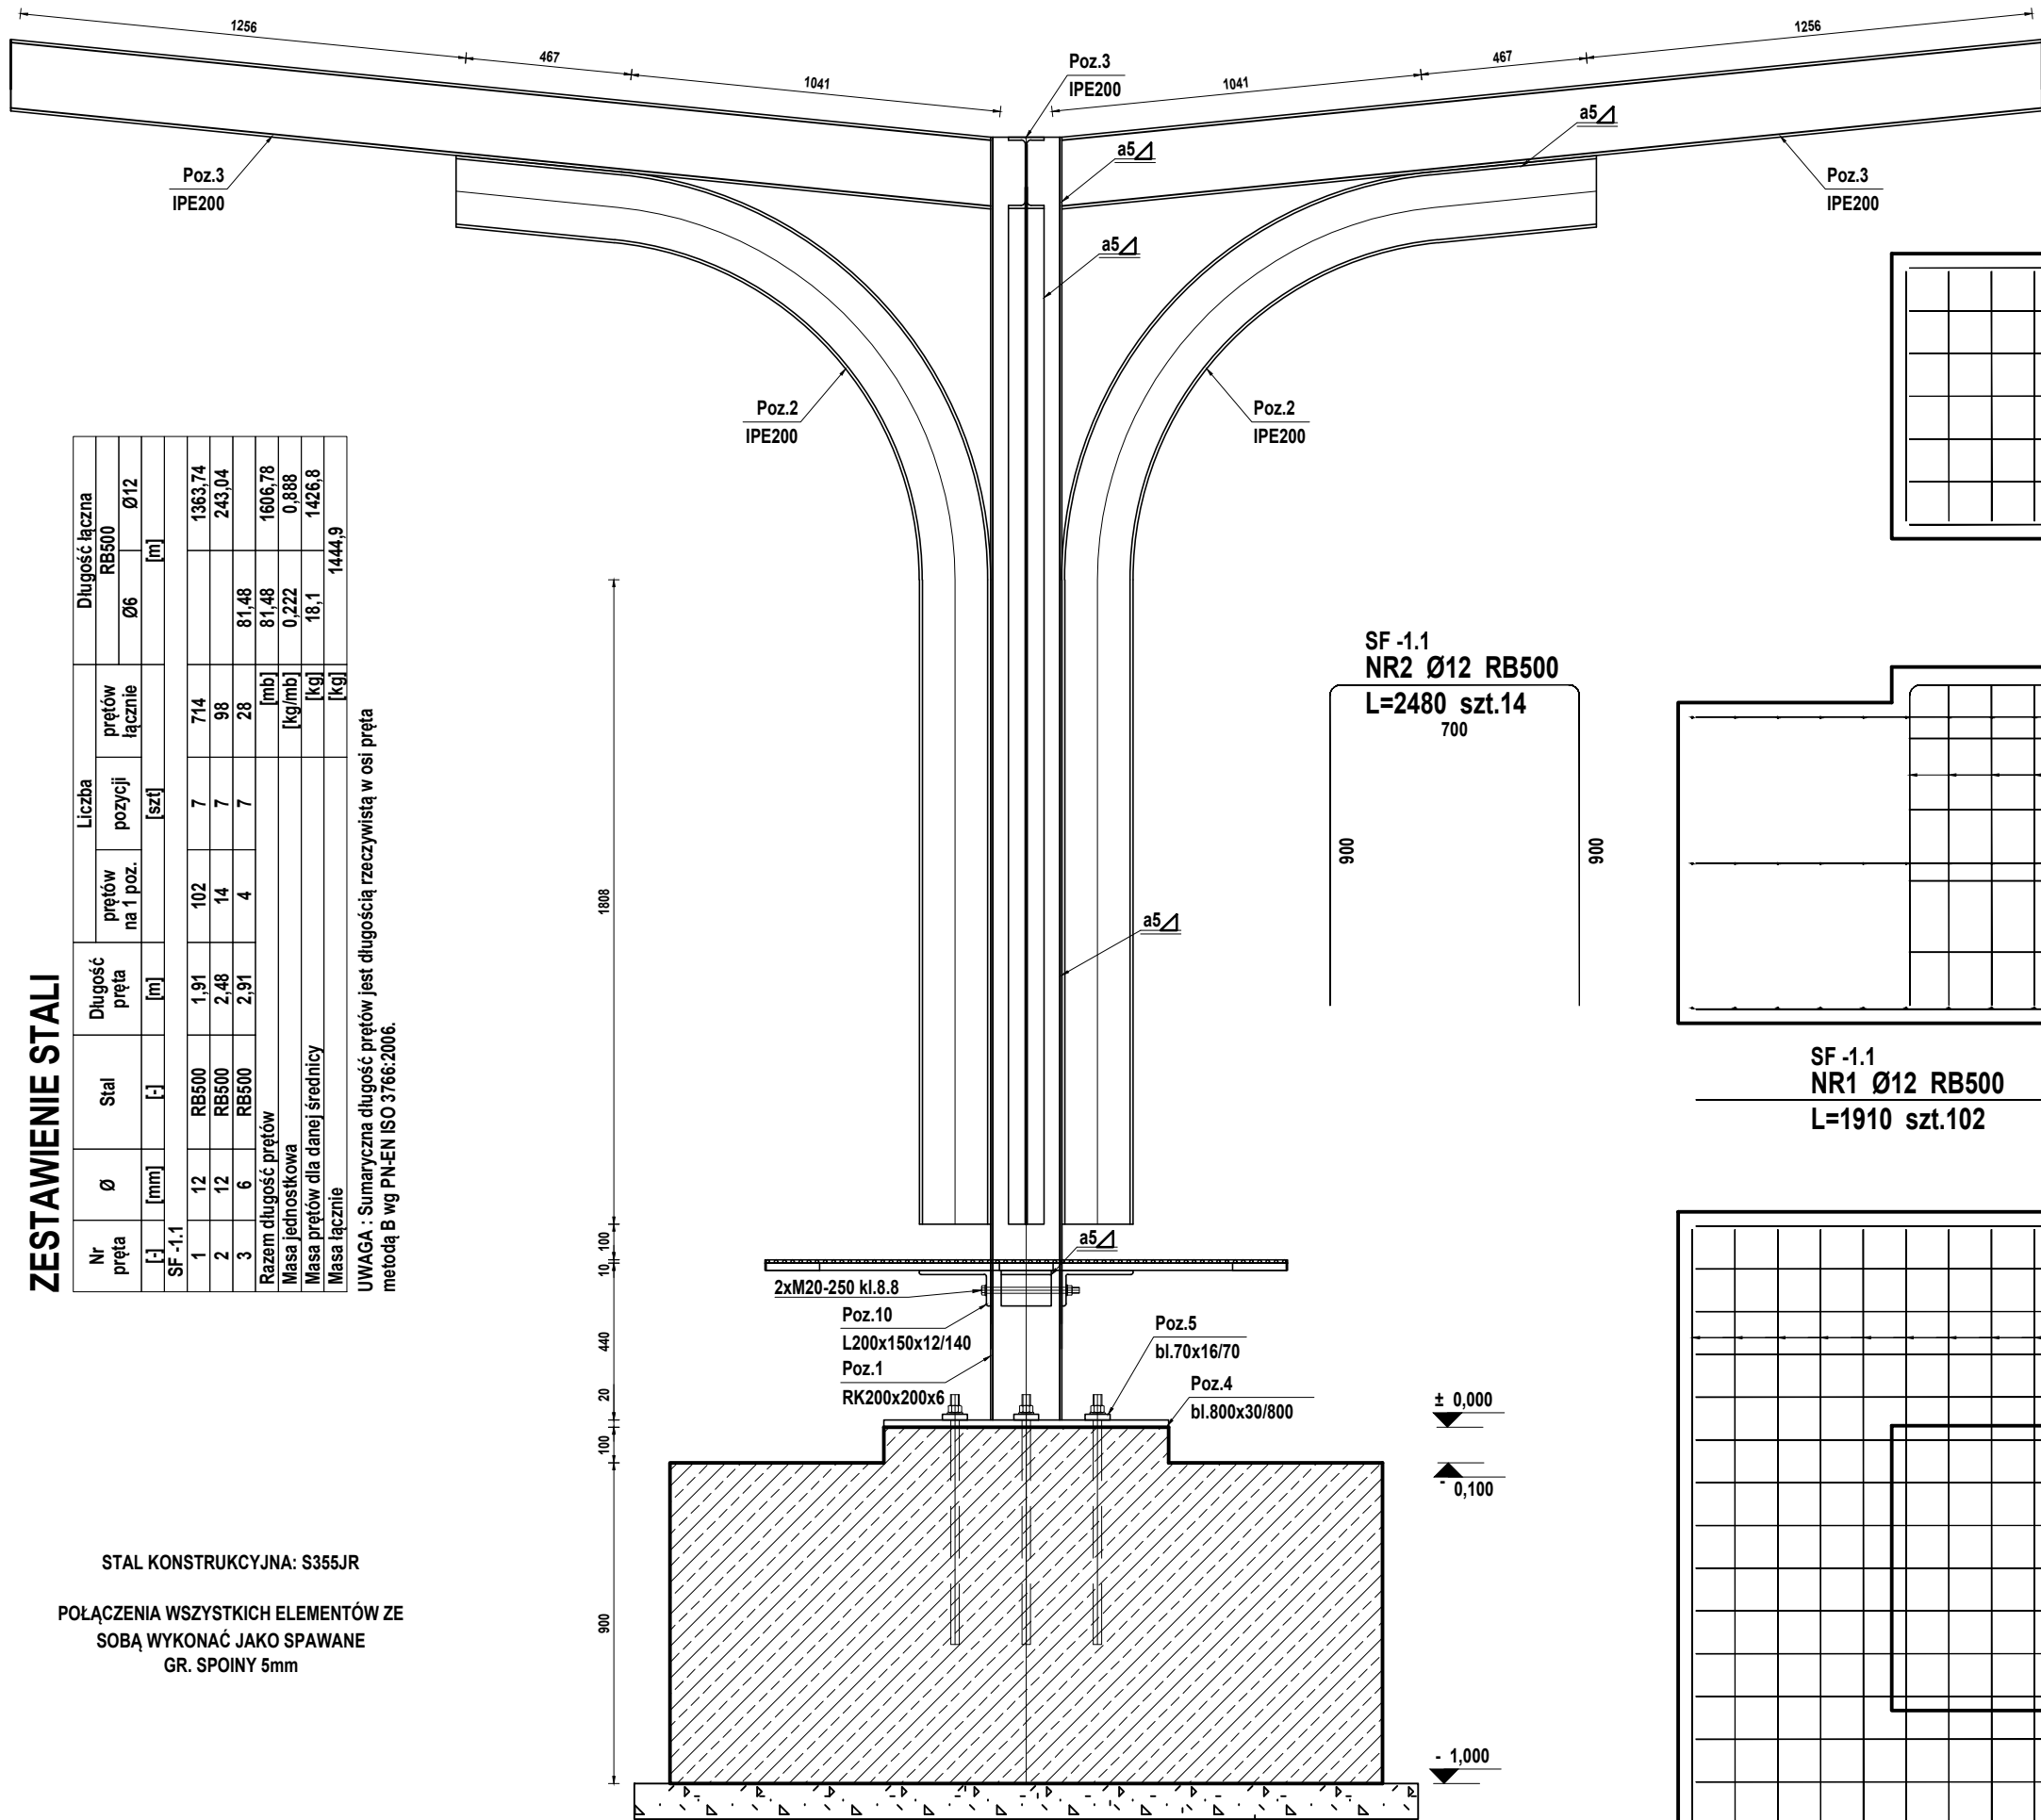 1256
467
1041
1041
467
1256
Poz.3
IPE200
a5
a5
Poz.3
IPE200
Poz.3
IPE200
a5
Poz.2
IPE200
Poz.2
IPE200
ZESTAWIENIE STALI
Nr pręta Ø Stal Długość pręta Liczba Długość łączna
prętów na 1 poz. pozycji prętów łącznie RB500
Ø6 Ø12
[-] [mm] [-] [m] [szt] [m]
SF -1.1
1 12 RB500 1,91 102 7 714 1363,74
2 12 RB500 2,48 14 7 98 243,04
3 6 RB500 2,91 4 7 28 81,48
Razem długość prętów [mb] 81,48 1606,78
Masa jednostkowa [kg/mb] 0,222 0,888
Masa prętów dla danej średnicy [kg] 18,1 1426,8
Masa łącznie [kg] 1444,9
UWAGA : Sumaryczna długość prętów jest długością rzeczywistą w osi pręta
metodą B wg PN-EN ISO 3766:2006.
SF -1.1
NR2 Ø12 RB500
L=2480 szt.14
700
900
900
1808
a5
SF -1.1
NR1 Ø12 RB500
L=1910 szt.102
100
10
440
20
100
900
a5
2xM20-250 kl.8.8
Poz.10
L200x150x12/140
Poz.1
RK200x200x6
Poz.5
bl.70x16/70
Poz.4
bl.800x30/800
± 0,000
- 0,100
- 1,000
STAL KONSTRUKCYJNA: S355JR
POŁĄCZENIA WSZYSTKICH ELEMENTÓW ZE
SOBĄ WYKONAĆ JAKO SPAWANE
GR. SPOINY 5mm